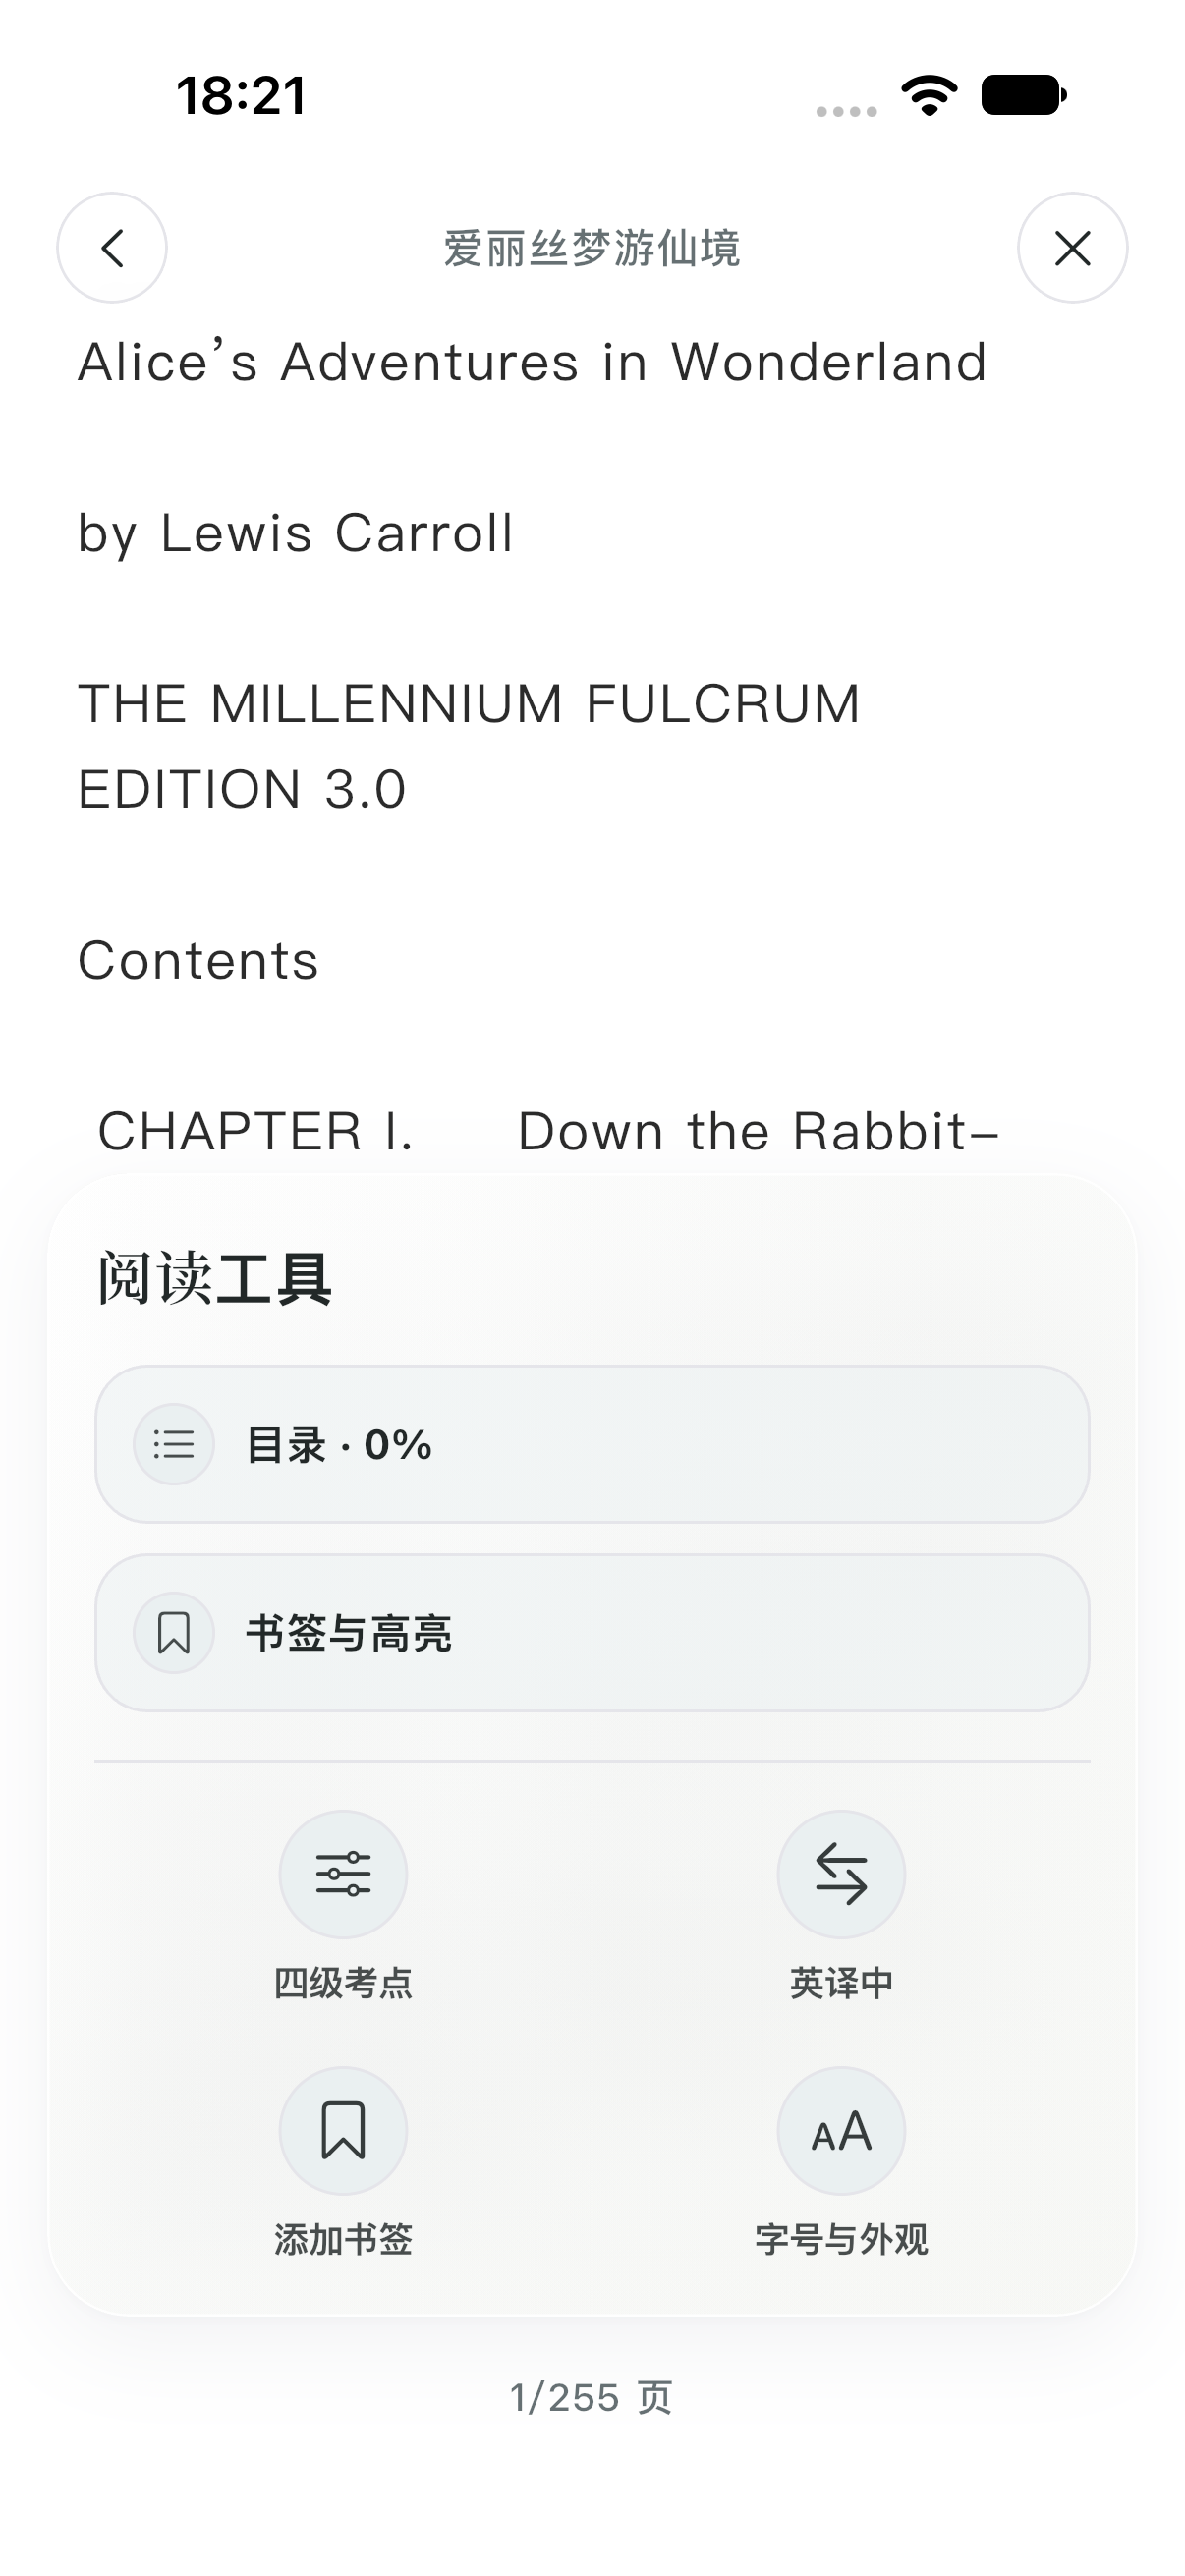 18:21
爱丽丝梦游仙境
Alice’s Adventures in Wonderland
by Lewis Carroll
THE MILLENNIUM FULCRUM
EDITION 3.0
Contents
CHAPTER I.  Down the Rabbit-
阅读工具
目录 · 0%
书签与高亮
四级考点
英译中
添加书签
AA
字号与外观
1/255 页